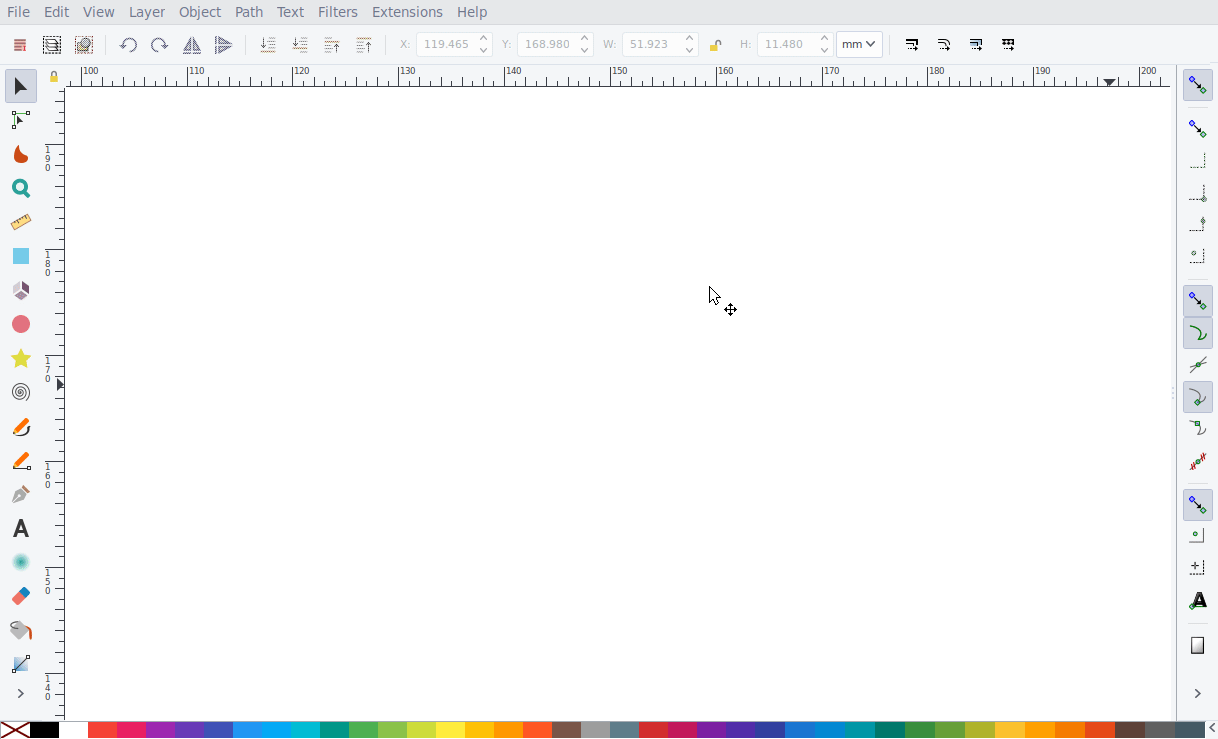 File Edit View Layer Object Path Text Filters Extensions Help
X: 119.465 Y: 168.980 W: 51.923 H: 11.480 mm
100 110 120 130 140 150 160 170 180 190 200
190
180
170
160
150
140